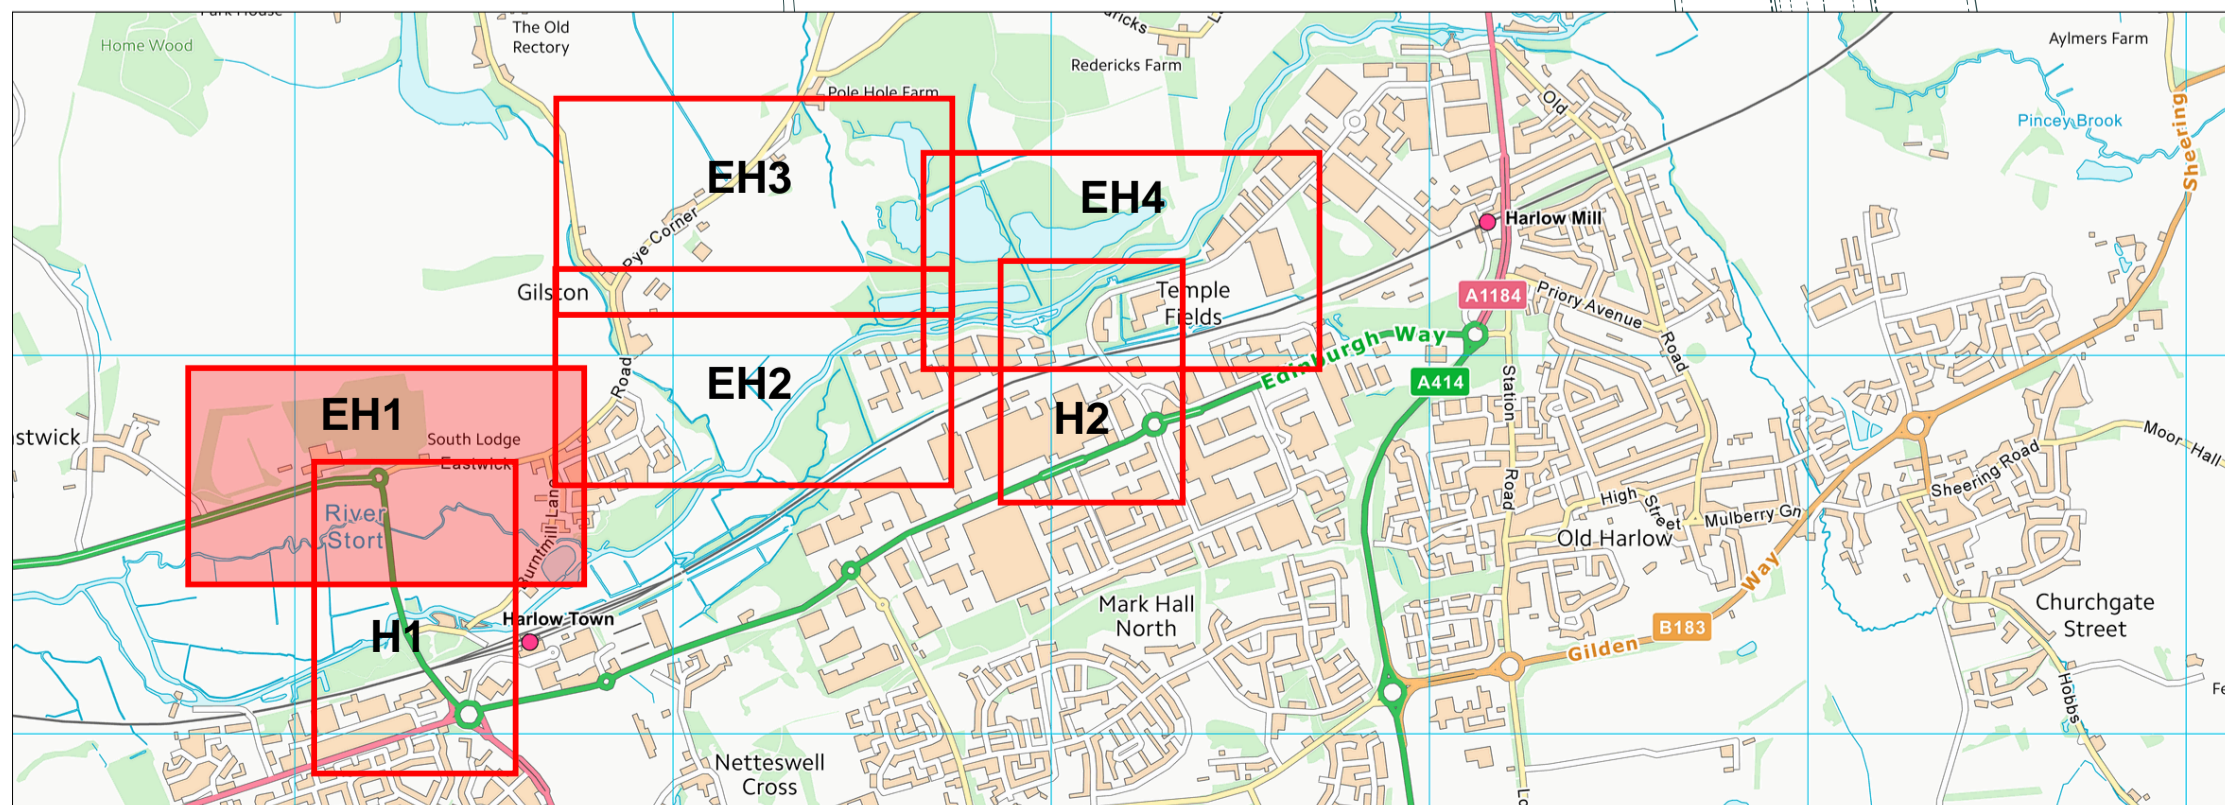 Home Wood
The Old
Rectory
Redericks Farm
Aylmers Farm
Pole Hole Farm
Old
Pincey Brook
Sheering
EH3
EH4
Pye Corner
Harlow Mill
Gilston
Temple
Fields
A1184
Priory Avenue
Edinburgh Way
Road
Road
EH2
A414
Station
Road
EH1
H2
South Lodge
Eastwick
stwick
Moor Hall
Sheering Road
High Street
Mulberry Gn
River
Stort
Burntmill Lane
Old Harlow
Way
Mark Hall
North
Churchgate
Street
Harlow Town
H1
B183
Gilden
Hobbs
Netteswell
Cross